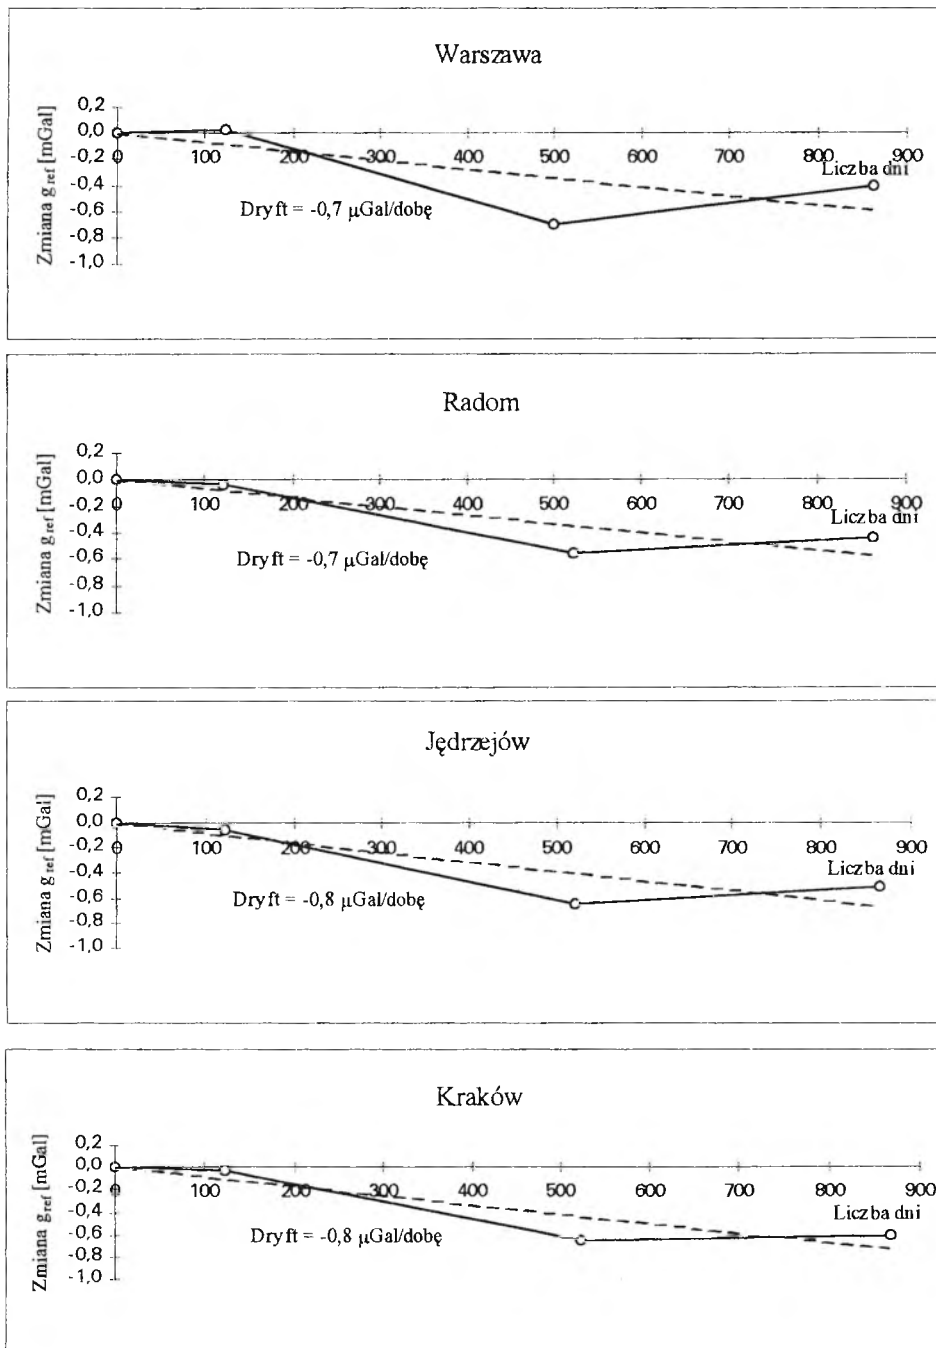 Warszawa
Zmiana g ref [mGal]
0,2
0,0
-0,2
-0,4
-0,6
-0,8
-1,0
0 100 200 300 400 500 600 700 800 900
Liczba dni
Dryft = -0,7 µGal/dobę
Radom
Zmiana g ref [mGal]
0,2
0,0
-0,2
-0,4
-0,6
-0,8
-1,0
0 100 200 300 400 500 600 700 800 900
Liczba dni
Dryft = -0,7 µGal/dobę
Jędrzejów
Zmiana g ref [mGal]
0,2
0,0
-0,2
-0,4
-0,6
-0,8
-1,0
0 100 200 300 400 500 600 700 800 900
Liczba dni
Dryft = -0,8 µGal/dobę
Kraków
Zmiana g ref [mGal]
0,2
0,0
-0,2
-0,4
-0,6
-0,8
-1,0
0 100 200 300 400 500 600 700 800 900
Liczba dni
Dryft = -0,8 µGal/dobę